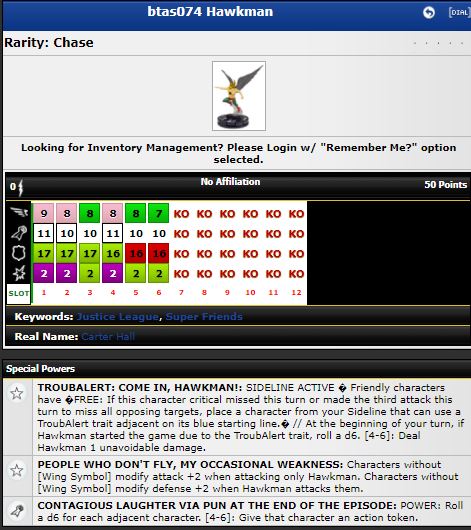 btas074 Hawkman
[DIAL]
Rarity: Chase
Looking for Inventory Management? Please Login w/ "Remember Me?" option
selected.
0 No Affiliation 50 Points
9 8 8 8 8 7 KO KO KO KO KO KO
11 10 10 11 10 10 KO KO KO KO KO KO
17 17 17 17 16 16 KO KO KO KO KO KO
2 2 2 2 2 2 KO KO KO KO KO KO
SLOT 1 2 3 4 5 6 7 8 9 10 11 12
Keywords: Justice League, Super Friends
Real Name: Carter Hall
Special Powers
TROUBALERT: COME IN, HAWKMAN!: SIDELINE ACTIVE � Friendly characters
have �FREE: If this character critical missed this turn or made the third attack this
turn to miss all opposing targets, place a character from your Sideline that can use a
TroubAlert trait adjacent on its blue starting line.� // At the beginning of your turn, if
Hawkman started the game due to the TroubAlert trait, roll a d6. [4-6]: Deal
Hawkman 1 unavoidable damage.
PEOPLE WHO DON'T FLY, MY OCCASIONAL WEAKNESS: Characters without
[Wing Symbol] modify attack +2 when attacking only Hawkman. Characters without
[Wing Symbol] modify defense +2 when Hawkman attacks them.
CONTAGIOUS LAUGHTER VIA PUN AT THE END OF THE EPISODE: POWER: Roll
a d6 for each adjacent character. [4-6]: Give that character an action token.